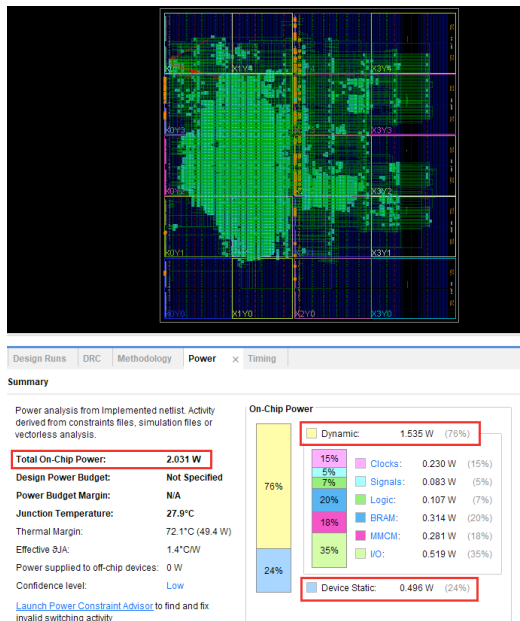 X1Y4
X3Y4
X0Y3
X3Y3
X3Y2
X0Y1
X3Y1
X0Y0
X1Y0
X2Y0
X3Y0
Design Runs DRC Methodology Power × Timing
Summary
Power analysis from Implemented netlist. Activity
derived from constraints files, simulation files or
vectorless analysis.
Total On-Chip Power: 2.031 W
Design Power Budget: Not Specified
Power Budget Margin: N/A
Junction Temperature: 27.9°C
Thermal Margin: 72.1°C (49.4 W)
Effective ϑJA: 1.4°C/W
Power supplied to off-chip devices: 0 W
Confidence level: Low
Launch Power Constraint Advisor to find and fix
invalid switching activity
On-Chip Power
76%
24%
Dynamic: 1.535 W (76%)
15% Clocks: 0.230 W (15%)
5% Signals: 0.083 W (5%)
7% Logic: 0.107 W (7%)
20% BRAM: 0.314 W (20%)
18% MMCM: 0.281 W (18%)
35% I/O: 0.519 W (35%)
Device Static: 0.496 W (24%)